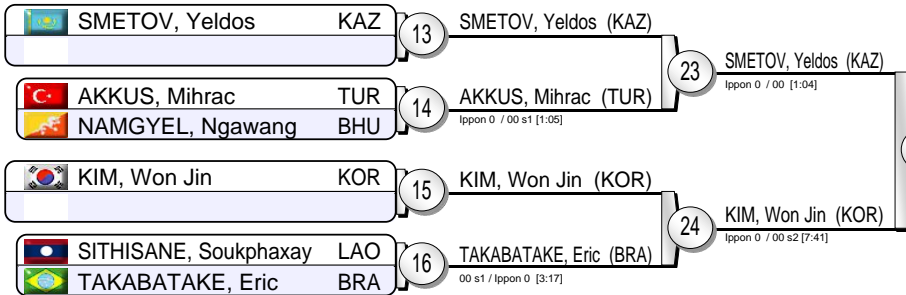 SMETOV, Yeldos KAZ
13
SMETOV, Yeldos (KAZ)
AKKUS, Mihrac TUR
NAMGYEL, Ngawang BHU
14
AKKUS, Mihrac (TUR)
Ippon 0 / 00 s1 [1:05]
23
SMETOV, Yeldos (KAZ)
Ippon 0 / 00 [1:04]
KIM, Won Jin KOR
15
KIM, Won Jin (KOR)
SITHISANE, Soukphaxay LAO
TAKABATAKE, Eric BRA
16
TAKABATAKE, Eric (BRA)
00 s1 / Ippon 0 [3:17]
24
KIM, Won Jin (KOR)
Ippon 0 / 00 s2 [7:41]